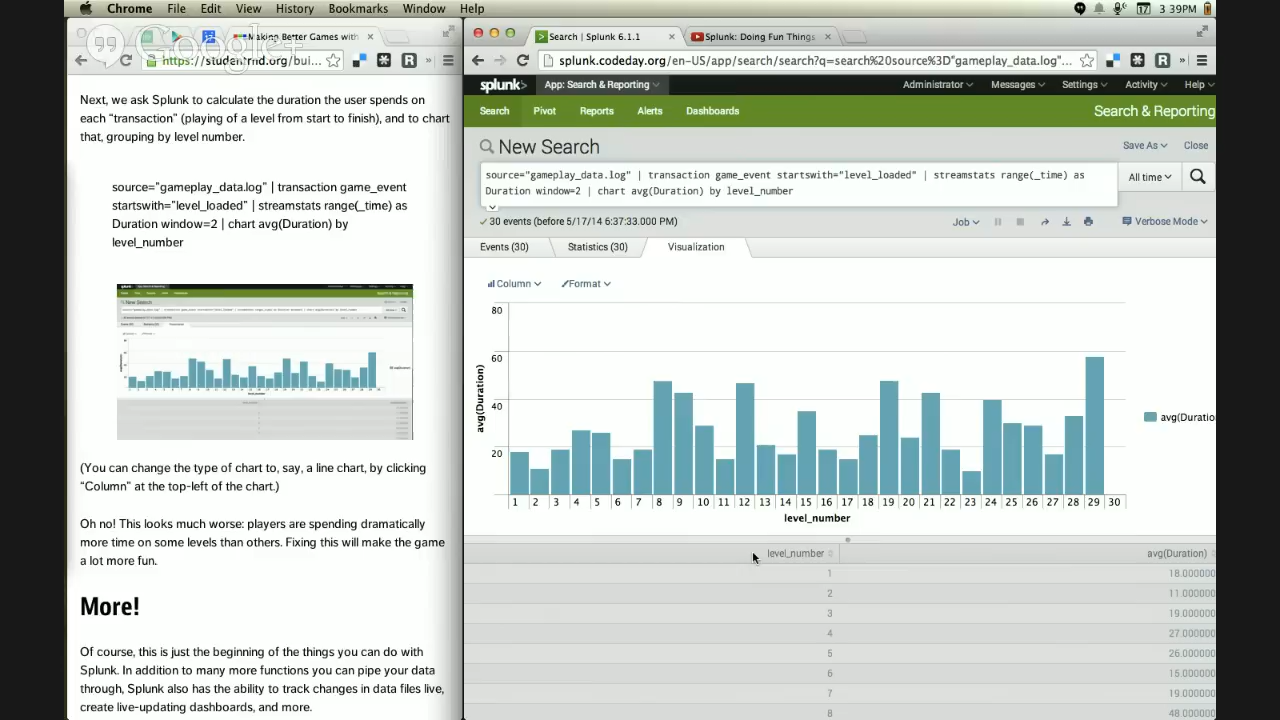 Chrome File Edit View History Bookmarks Window Help
17 3:39PM
Google+
Making Better Games with
https://studentrnd.org/bui...
Next, we ask Splunk to calculate the duration the user spends on
each “transaction” (playing of a level from start to finish), and to chart
that, grouping by level number.
source="gameplay_data.log" | transaction game_event
startswith="level_loaded" | streamstats range(_time) as
Duration window=2 | chart avg(Duration) by
level_number
New Search
(You can change the type of chart to, say, a line chart, by clicking
“Column” at the top-left of the chart.)
Oh no! This looks much worse: players are spending dramatically
more time on some levels than others. Fixing this will make the game
a lot more fun.
More!
Of course, this is just the beginning of the things you can do with
Splunk. In addition to many more functions you can pipe your data
through, Splunk also has the ability to track changes in data files live,
create live-updating dashboards, and more.
Search | Splunk 6.1.1
Splunk: Doing Fun Things
splunk.codeday.org/en-US/app/search/search?q=search%20source%3D"gameplay_data.log"...
splunk> App: Search & Reporting Administrator Messages Settings Activity Help
Search Pivot Reports Alerts Dashboards Search & Reporting
New Search Save As Close
source="gameplay_data.log" | transaction game_event startswith="level_loaded" | streamstats range(_time) as
Duration window=2 | chart avg(Duration) by level_number
All time
30 events (before 5/17/14 6:37:33.000 PM) Job Verbose Mode
Events (30) Statistics (30) Visualization
Column Format
80
60
40
20
avg(Duration)
avg(Duratio
1 2 3 4 5 6 7 8 9 10 11 12 13 14 15 16 17 18 19 20 21 22 23 24 25 26 27 28 29 30
level_number
level_number avg(Duration)
1 18.000000
2 11.000000
3 19.000000
4 27.000000
5 26.000000
6 15.000000
7 19.000000
8 48.000000